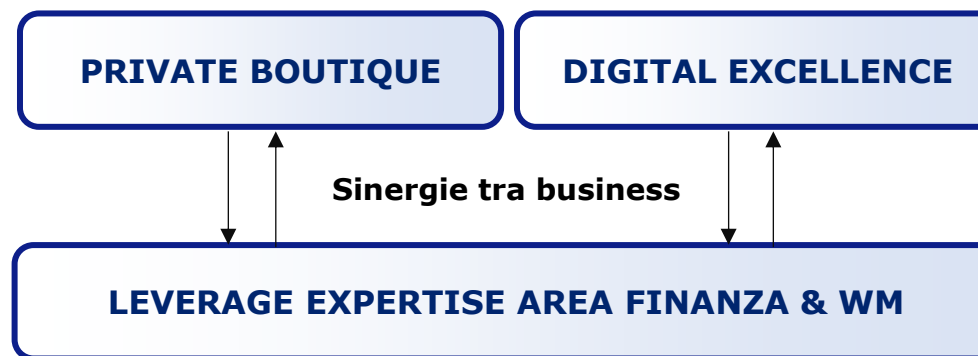 PRIVATE BOUTIQUE
DIGITAL EXCELLENCE
Sinergie tra business
LEVERAGE EXPERTISE AREA FINANZA & WM